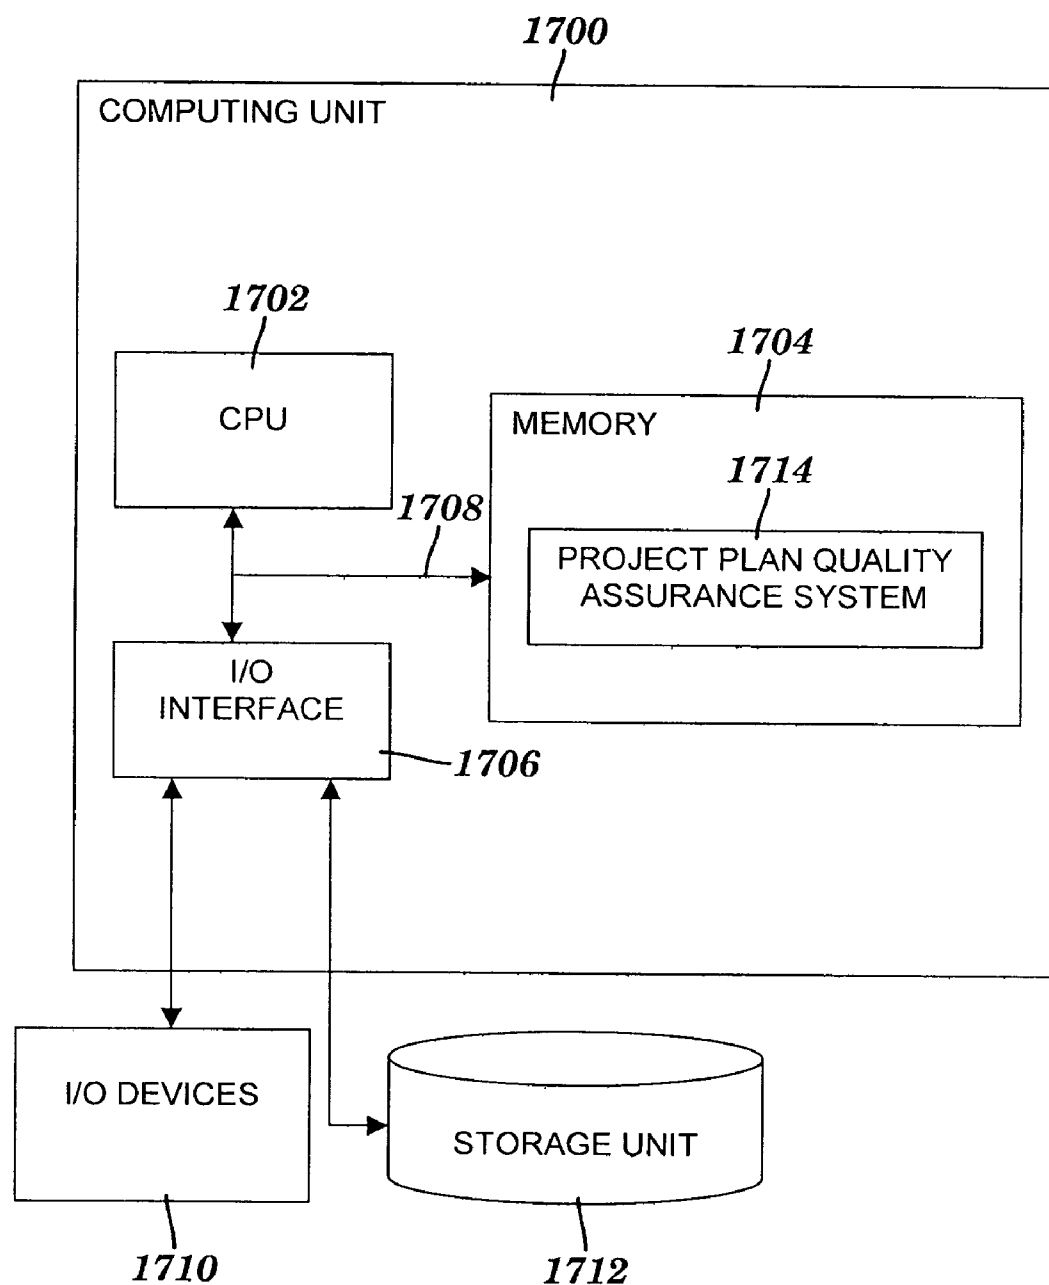 1700
COMPUTING UNIT
1702
CPU
1704
MEMORY
1714
1708
PROJECT PLAN QUALITY
ASSURANCE SYSTEM
I/O
INTERFACE
1706
I/O DEVICES
STORAGE UNIT
1710
1712